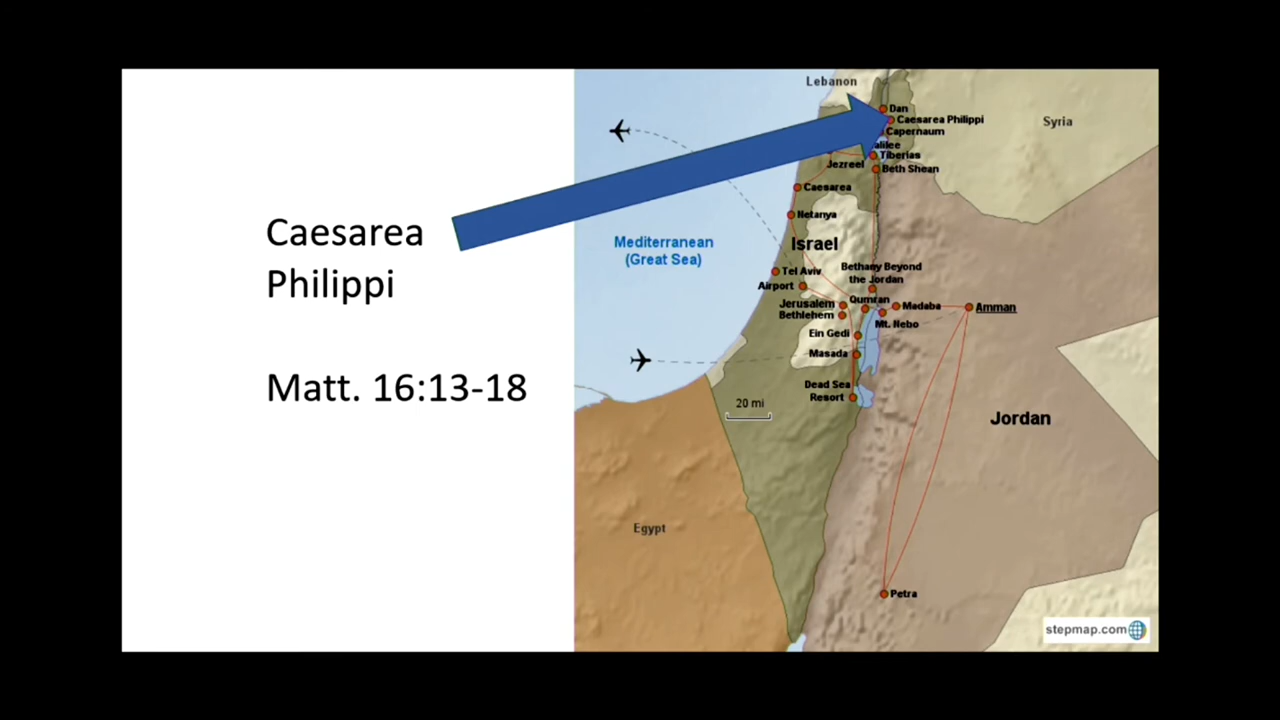 Caesarea
Philippi
Matt. 16:13-18
Lebanon
Dan
Caesarea Philippi
Syria
Capernaum
alilee
Tiberias
Jezreel
Beth Shean
Caesarea
Netanya
Mediterranean
(Great Sea)
Israel
Tel Aviv
Bethany Beyond
the Jordan
Airport
Qumran
Jerusalem
Madaba
Amman
Bethlehem
Mt. Nebo
Ein Gedi
Masada
Dead Sea
Resort
20 mi
Jordan
Egypt
Petra
stepmap.com